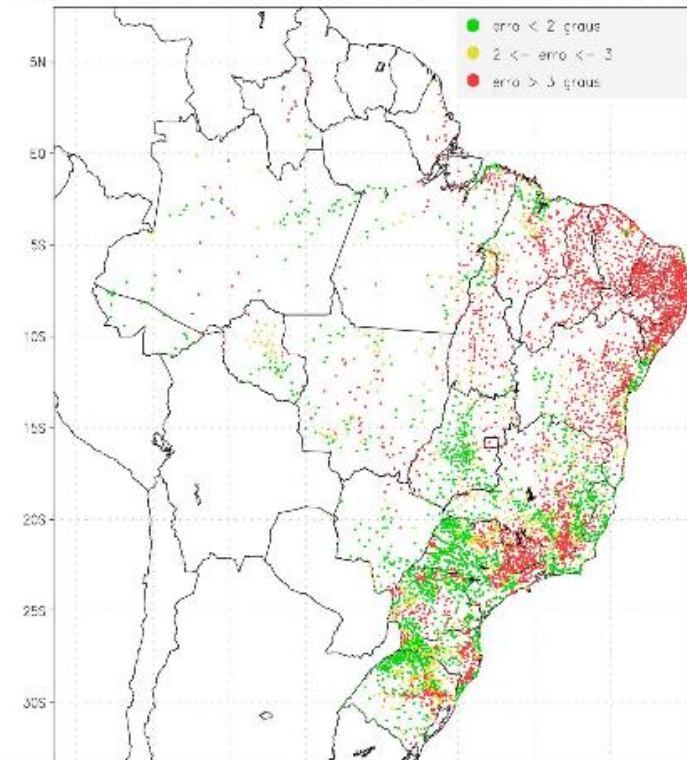 erro < 2 graus
2 <= erro <= 3
erro > 3 graus
5N
EQ
5S
10S
15S
20S
25S
30S